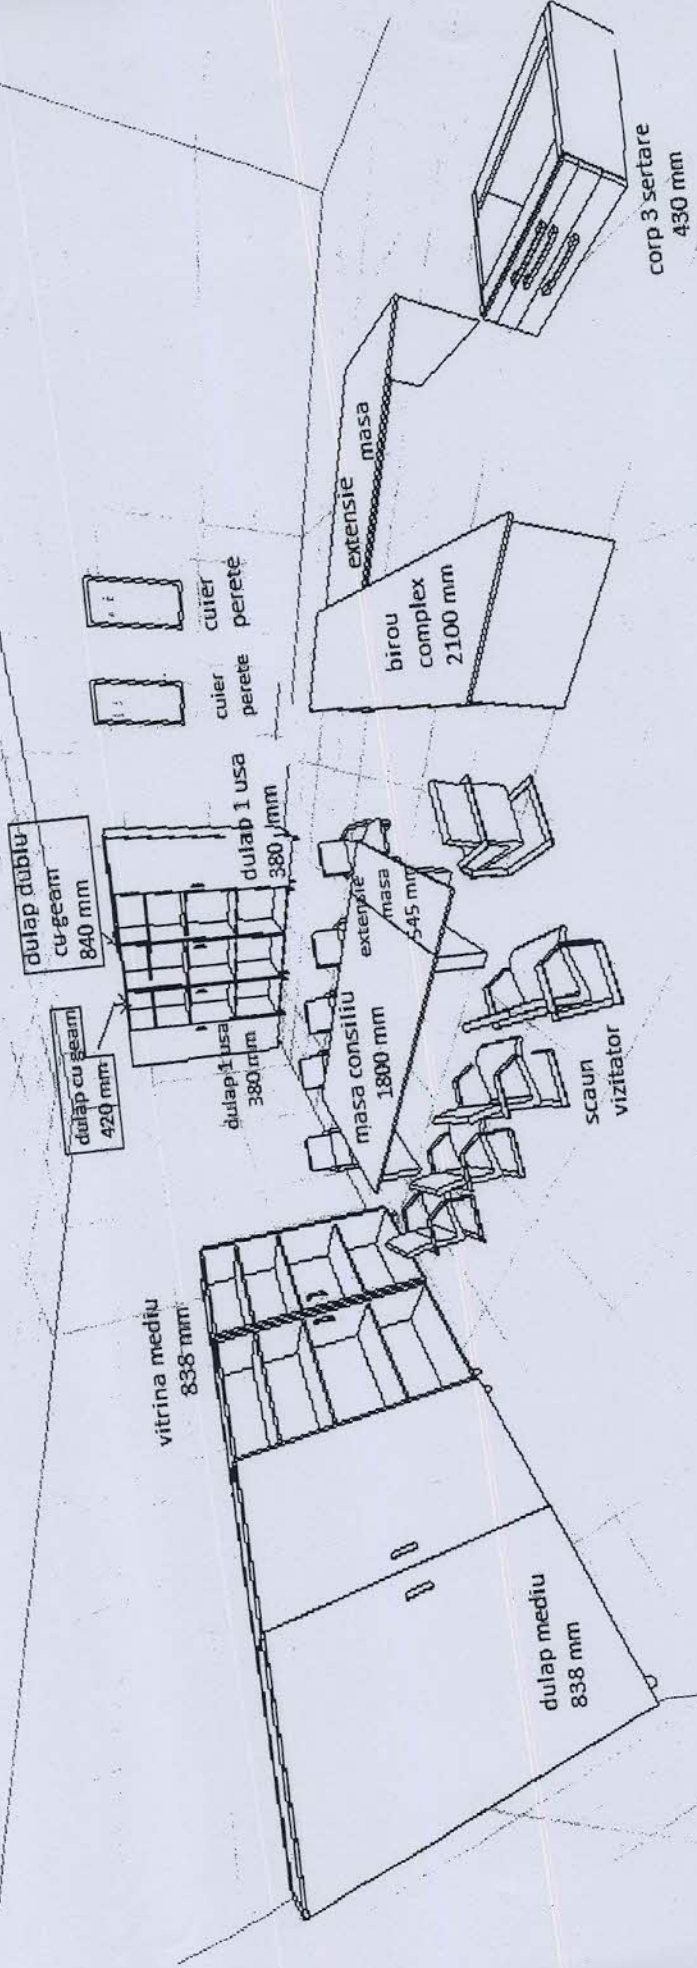 dulap mediu
838 mm
vitrina mediu
838 mm
dulap cu geam
420 mm
dulap dublu
cu geam
840 mm
dulap 1 usa
380 mm
dulap 1 usa
380 mm
masa consiliu
1800 mm
extensie
masa
545 mm
scaun
vizitator
cuier
perete
cuier
perete
birou
complex
2100 mm
extensie masa
corp 3 sertare
430 mm